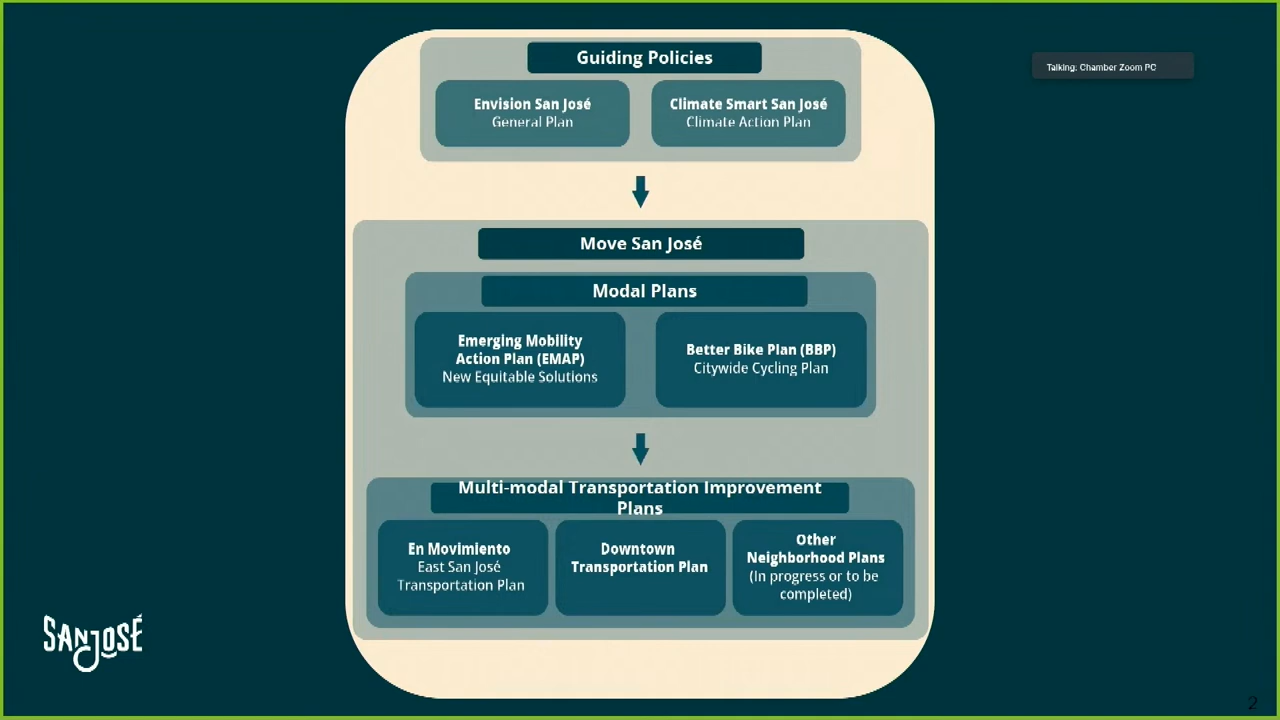 Guiding Policies
Talking: Chamber Zoom PC
Envision San José
General Plan
Climate Smart San José
Climate Action Plan
Move San José
Modal Plans
Emerging Mobility
Action Plan (EMAP)
New Equitable Solutions
Better Bike Plan (BBP)
Citywide Cycling Plan
Multi-modal Transportation Improvement
Plans
En Movimiento
East San José
Transportation Plan
Downtown
Transportation Plan
Other
Neighborhood Plans
(In progress or to be
completed)
SAN JOSÉ
2